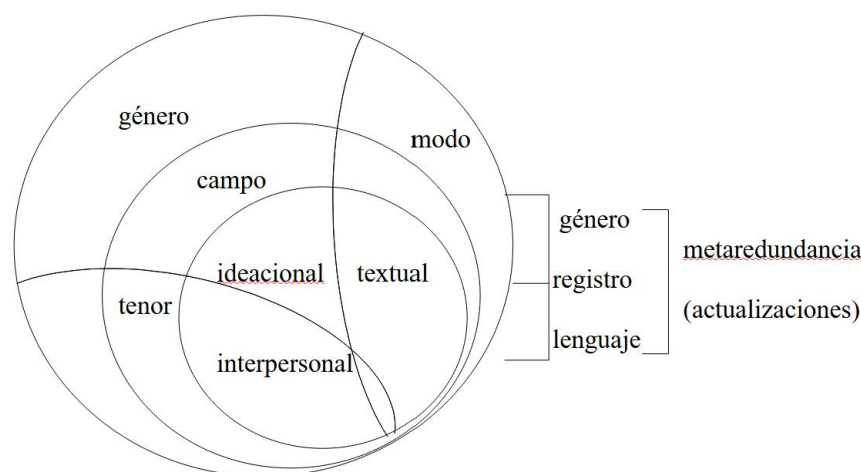 género
modo
campo
género
metaredundancia
ideacional
textual
registro
tenor
(actualizaciones)
lenguaje
interpersonal